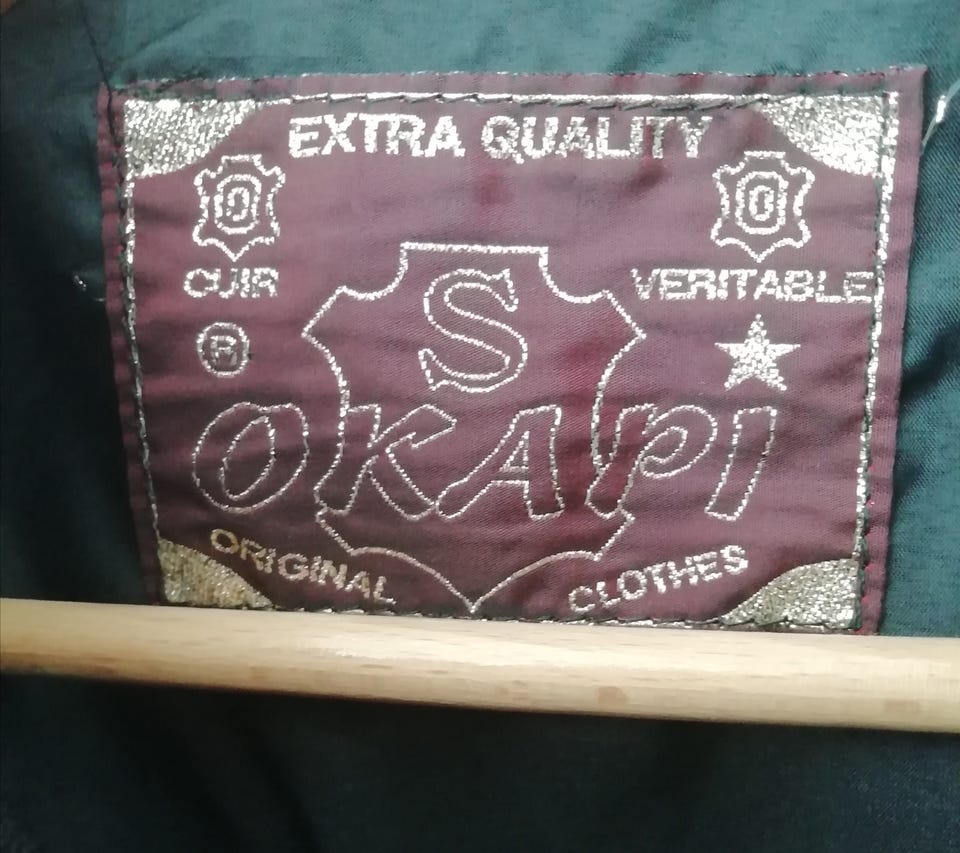 EXTRA QUALITY
O O
CUIR VERITABLE
S
®
OKAPI
ORIGINAL CLOTHES